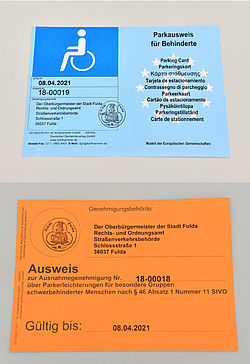 Parkausweis
für Behinderte
Parking Card
Parkeringskort
Κάρτα στάθμευσης
Tarjeta de estacionamiento
Contrassegno di parcheggio
Parkeerkaart
Cartão de estacionamento
Pysäköintilupa
Parkeringstillstånd
Carte de stationnement
Model der Europäischen Gemeinschaften
08.04.2021
18-00019
Der Oberbürgermeister der Stadt Fulda
Rechts- und Ordnungsamt
Straßenverkehrsbehörde
Schlossstraße 1
36037 Fulda
Genehmigungsbehörde:
Der Oberbürgermeister der Stadt Fulda
Rechts- und Ordnungsamt
Straßenverkehrsbehörde
Schlossstraße 1
36037 Fulda
Ausweis
zur Ausnahmegenehmigung Nr. 18-00018
über Parkerleichterungen für besondere Gruppen
schwerbehinderter Menschen nach § 46 Absatz 1 Nummer 11 StVO
Gültig bis: 08.04.2021